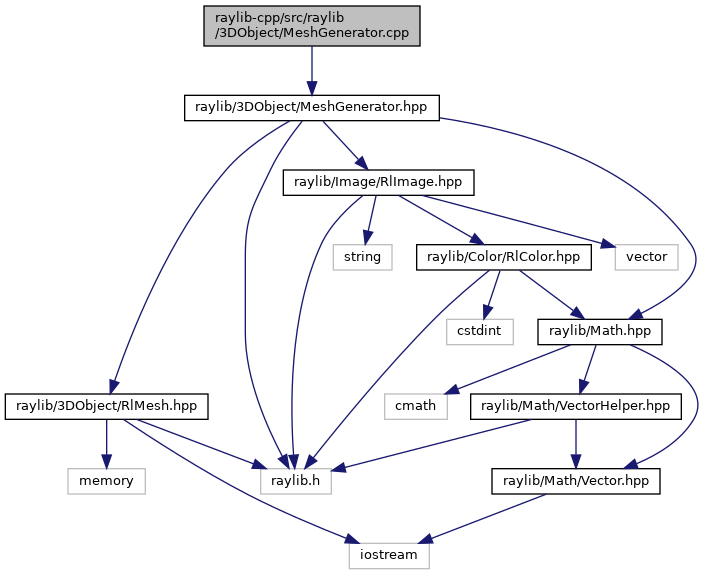 raylib-cpp/src/raylib
/3DObject/MeshGenerator.cpp
raylib/3DObject/MeshGenerator.hpp
raylib/Image/RlImage.hpp
string
raylib/Color/RlColor.hpp
vector
cstdint
raylib/Math.hpp
raylib/3DObject/RlMesh.hpp
cmath
raylib/Math/VectorHelper.hpp
memory
raylib.h
raylib/Math/Vector.hpp
iostream